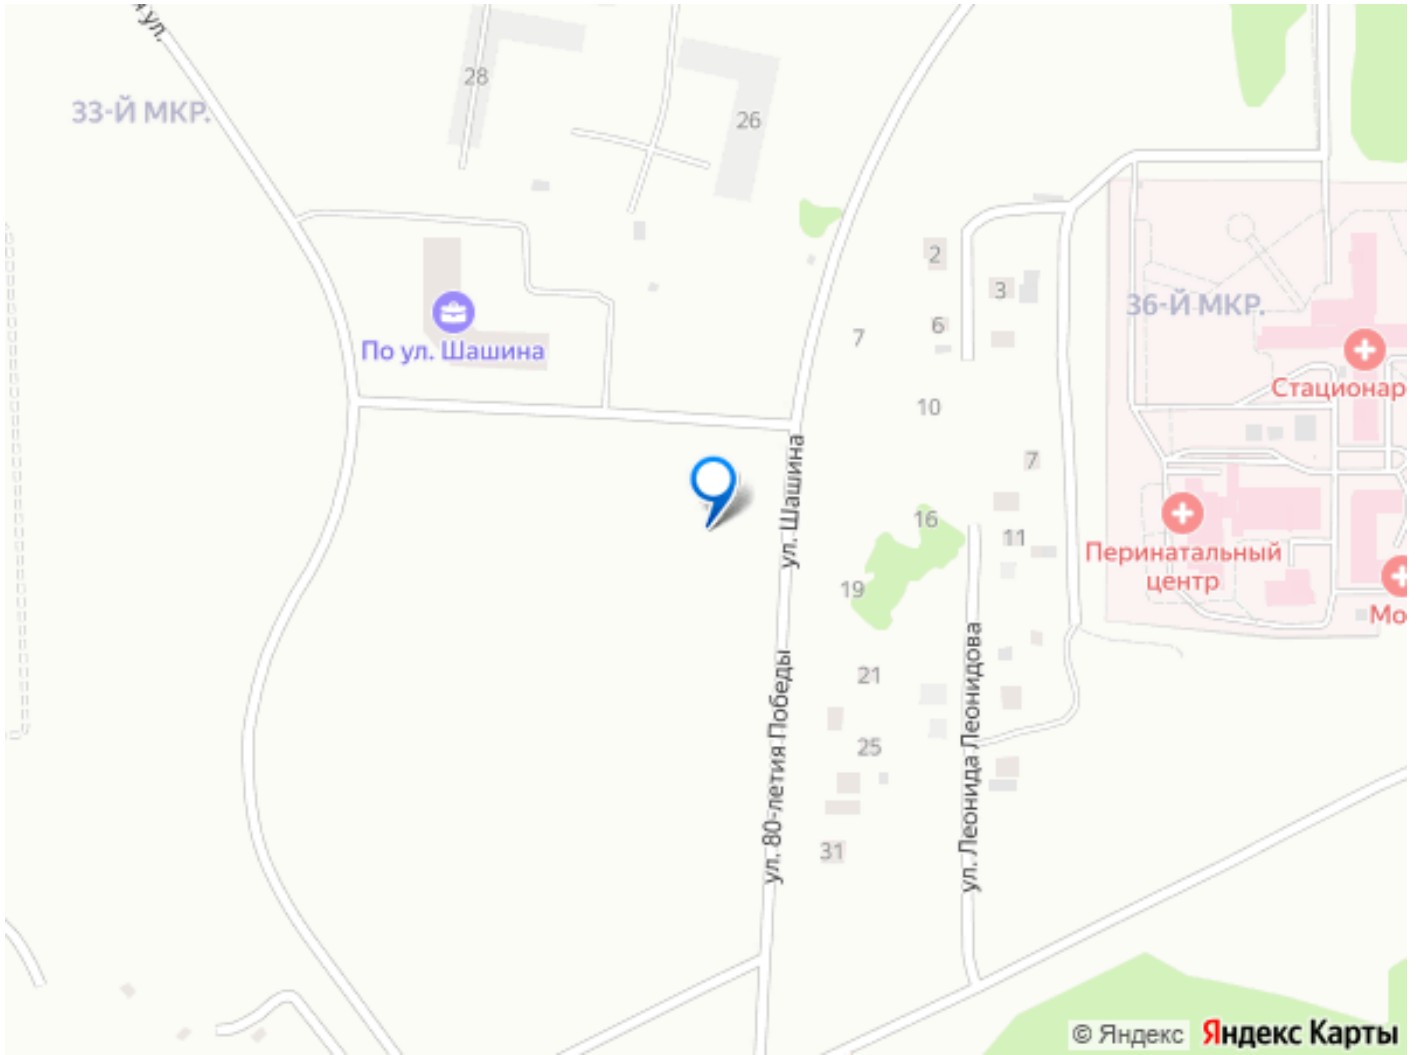 ул.
28
33-Й МКР.
26
2
3
36-Й МКР.
6
7
По ул. Шашина
Стационар
10
ул. Шашина
7
16
11
Перинатальный
центр
19
Мо
ул. 80-летия Победы
21
ул. Леонида Леонидова
25
31
© Яндекс
Яндекс Карты